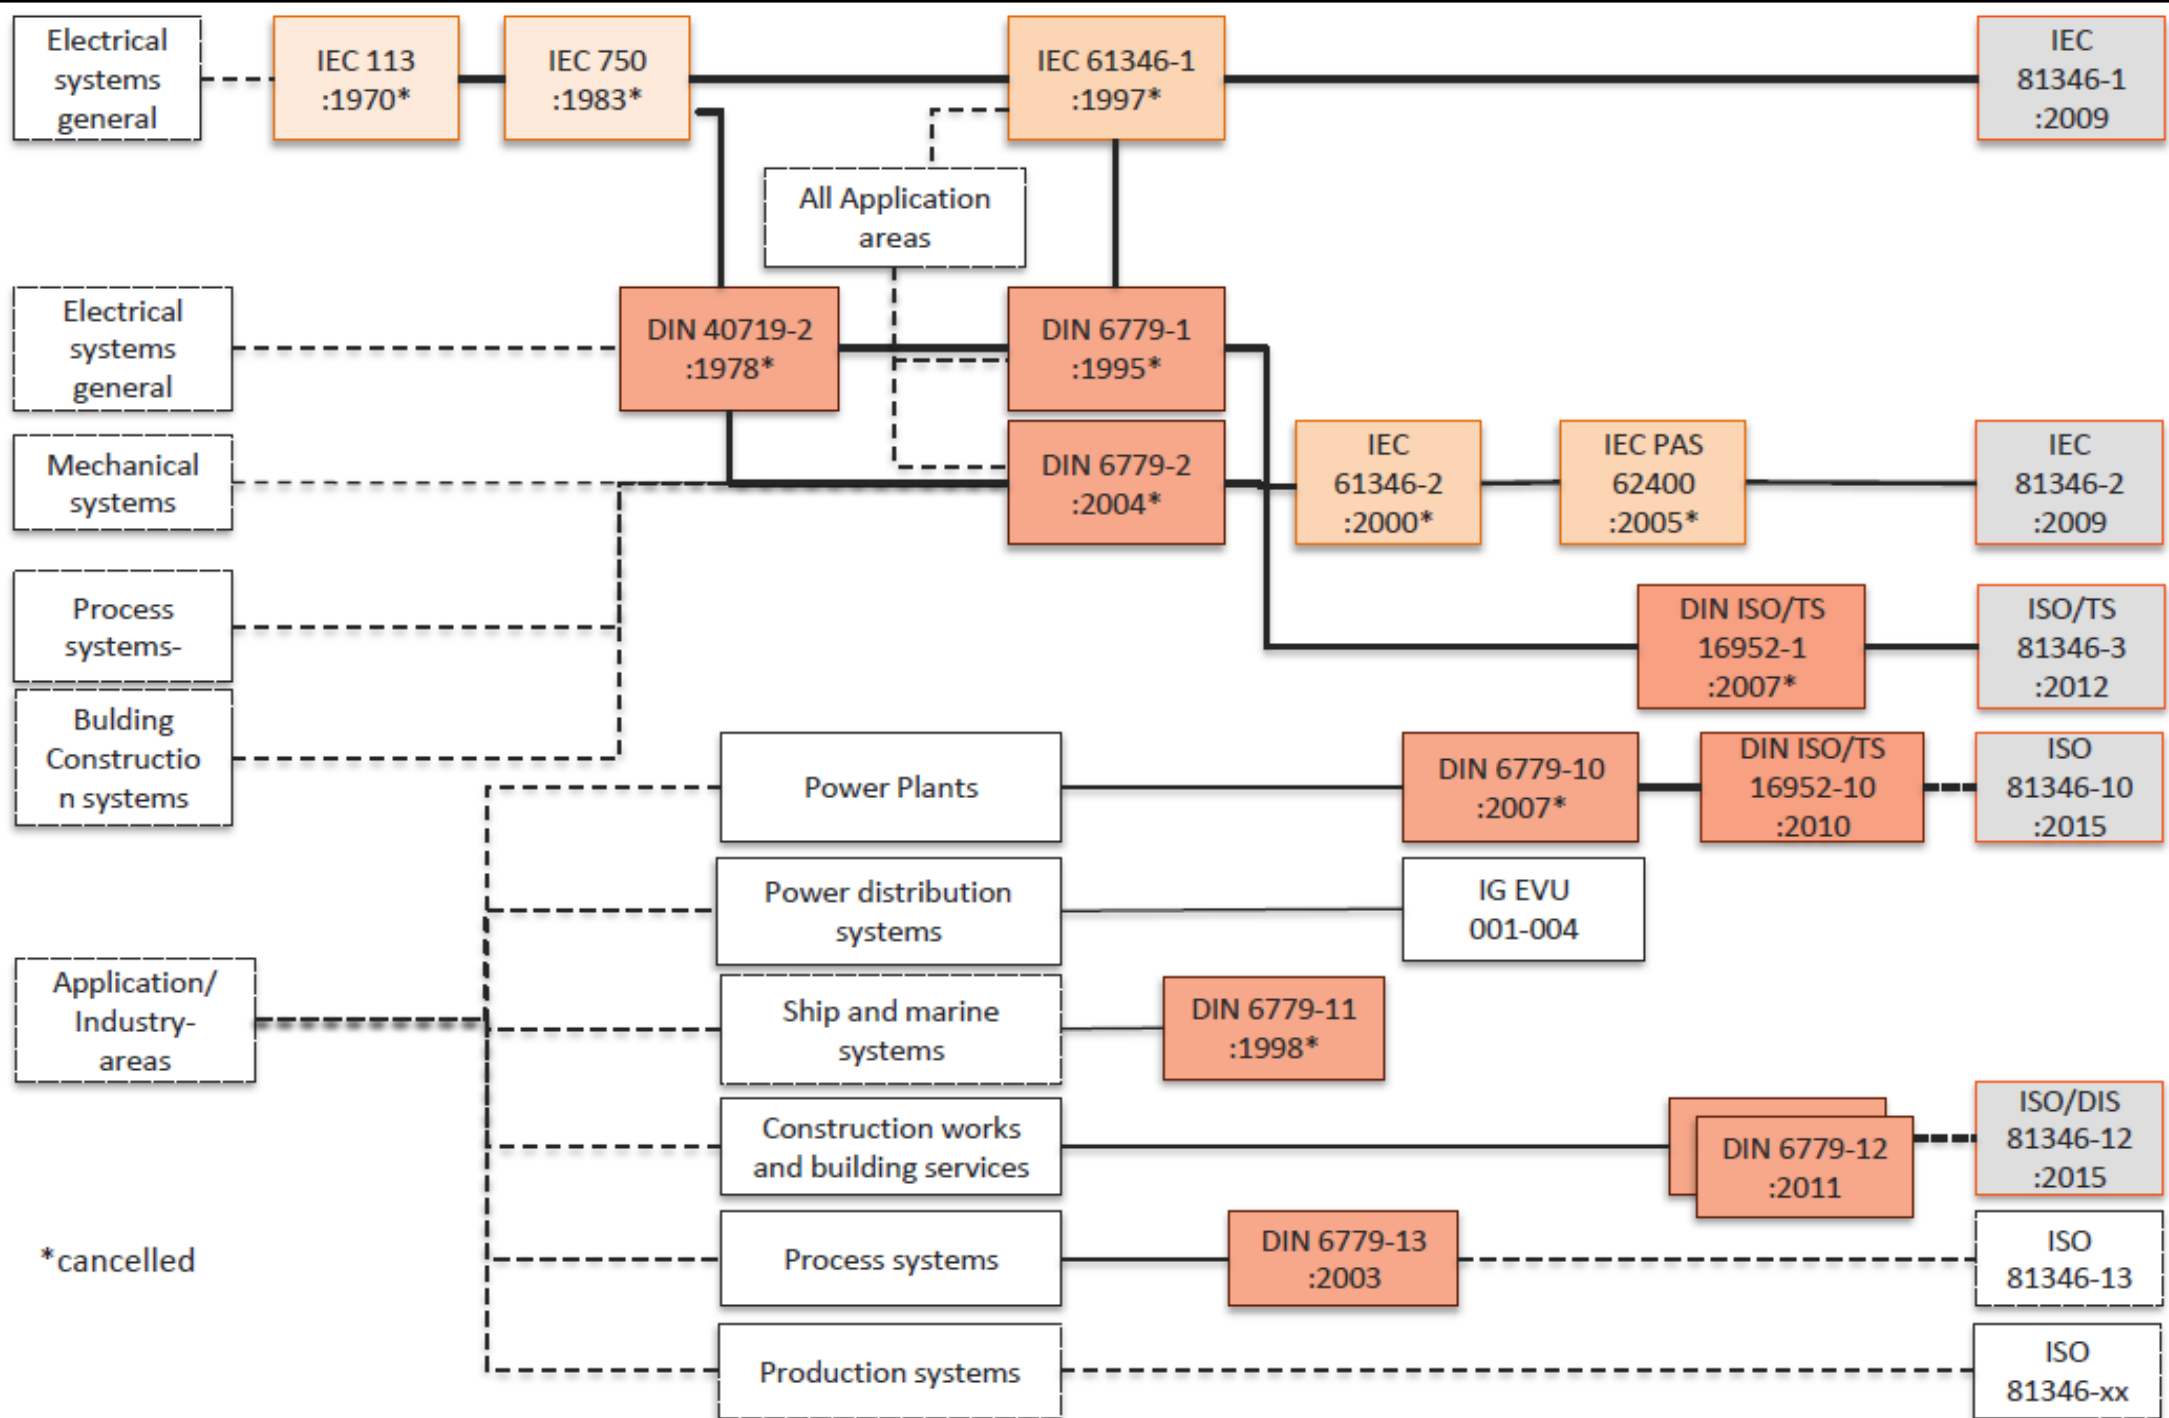 Electrical
systems
general
IEC 113
:1970*
IEC 750
:1983*
IEC 61346-1
:1997*
IEC
81346-1
:2009
All Application
areas
Electrical
systems
general
DIN 40719-2
:1978*
DIN 6779-1
:1995*
Mechanical
systems
DIN 6779-2
:2004*
IEC
61346-2
:2000*
IEC PAS
62400
:2005*
IEC
81346-2
:2009
Process
systems-
DIN ISO/TS
16952-1
:2007*
ISO/TS
81346-3
:2012
Bulding
Constructio
n systems
Power Plants
DIN 6779-10
:2007*
DIN ISO/TS
16952-10
:2010
ISO
81346-10
:2015
Power distribution
systems
IG EVU
001-004
Application/
Industry-
areas
Ship and marine
systems
DIN 6779-11
:1998*
Construction works
and building services
DIN 6779-12
:2011
ISO/DIS
81346-12
:2015
*cancelled
Process systems
DIN 6779-13
:2003
ISO
81346-13
Production systems
ISO
81346-xx